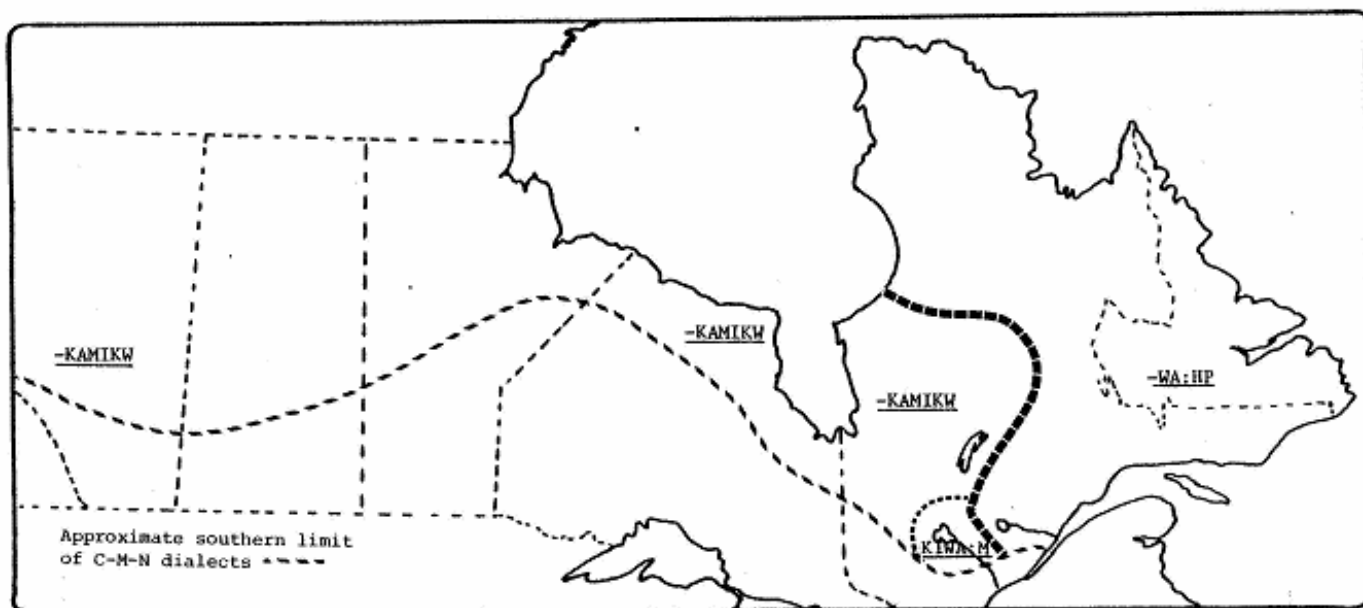 -KAMIKW
-KAMIKW
-KAMIKW
-WA:HP
KIWA:M
Approximate southern limit
of C-M-N dialects